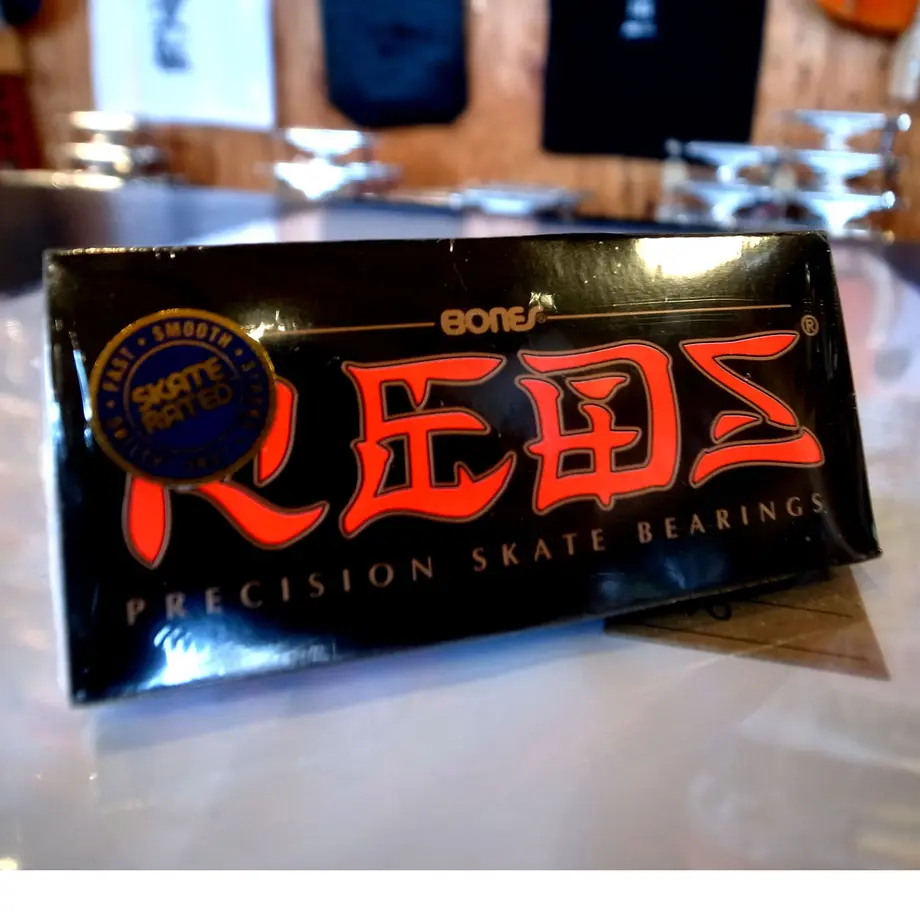 BONES
REDS®
PRECISION SKATE BEARINGS
FAST • SMOOTH •
SKATE
RATED